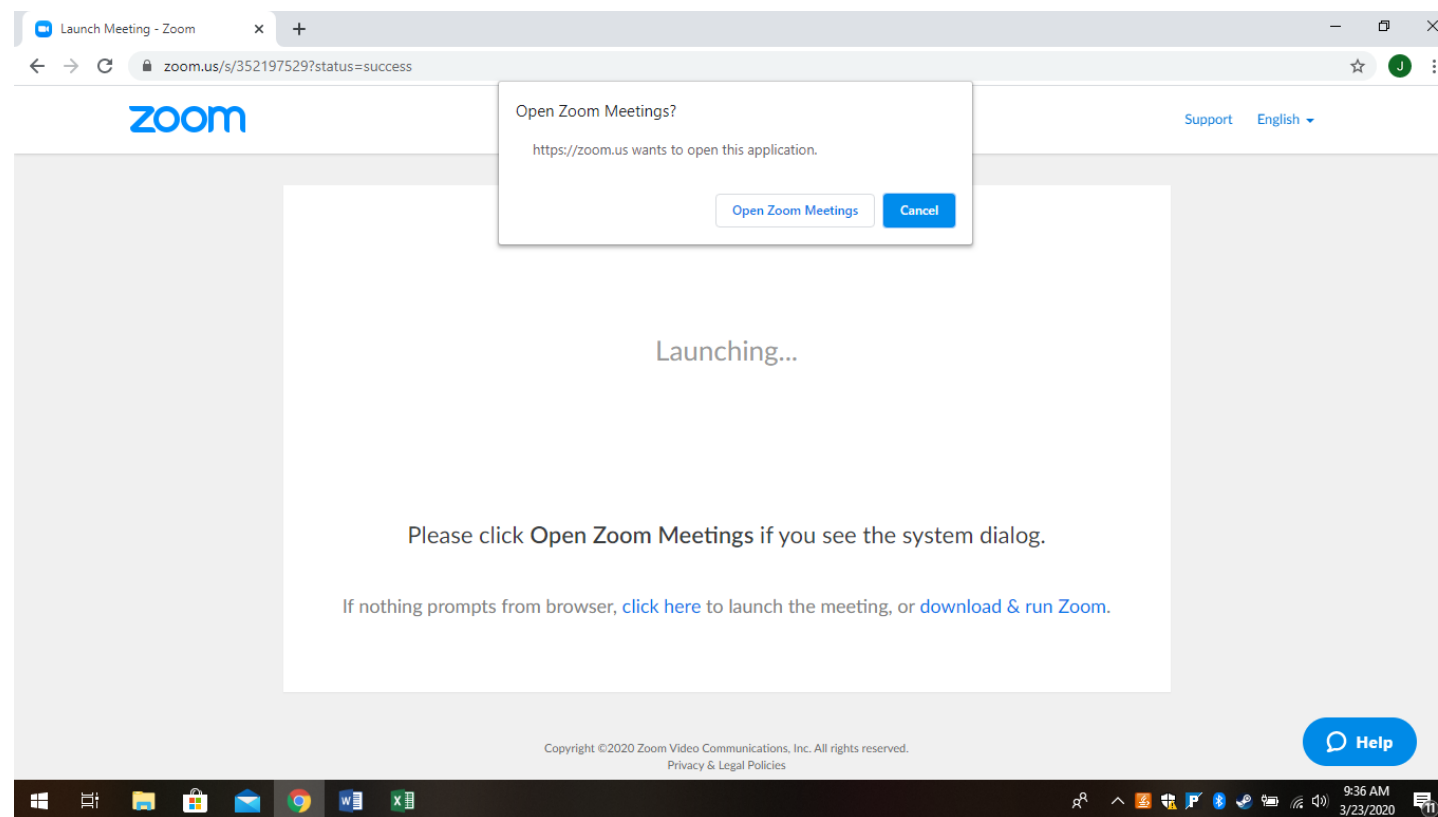 Launch Meeting - Zoom
zoom.us/s/352197529?status=success
J
zoom
Support English
Open Zoom Meetings?
https://zoom.us wants to open this application.
Open Zoom Meetings Cancel
Launching...
Please click Open Zoom Meetings if you see the system dialog.
If nothing prompts from browser, click here to launch the meeting, or download & run Zoom.
Copyright ©2020 Zoom Video Communications, Inc. All rights reserved.
Privacy & Legal Policies
Help
9:36 AM
3/23/2020
11